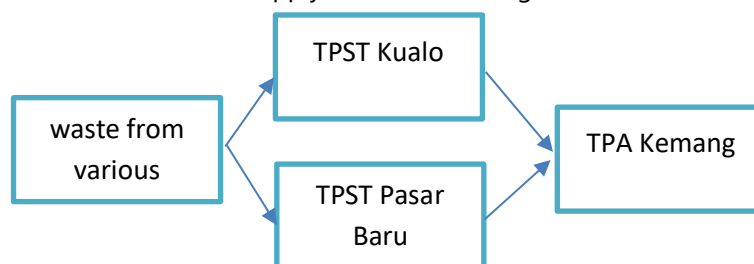 TPST Kualo
waste from
various
TPA Kemang
TPST Pasar
Baru